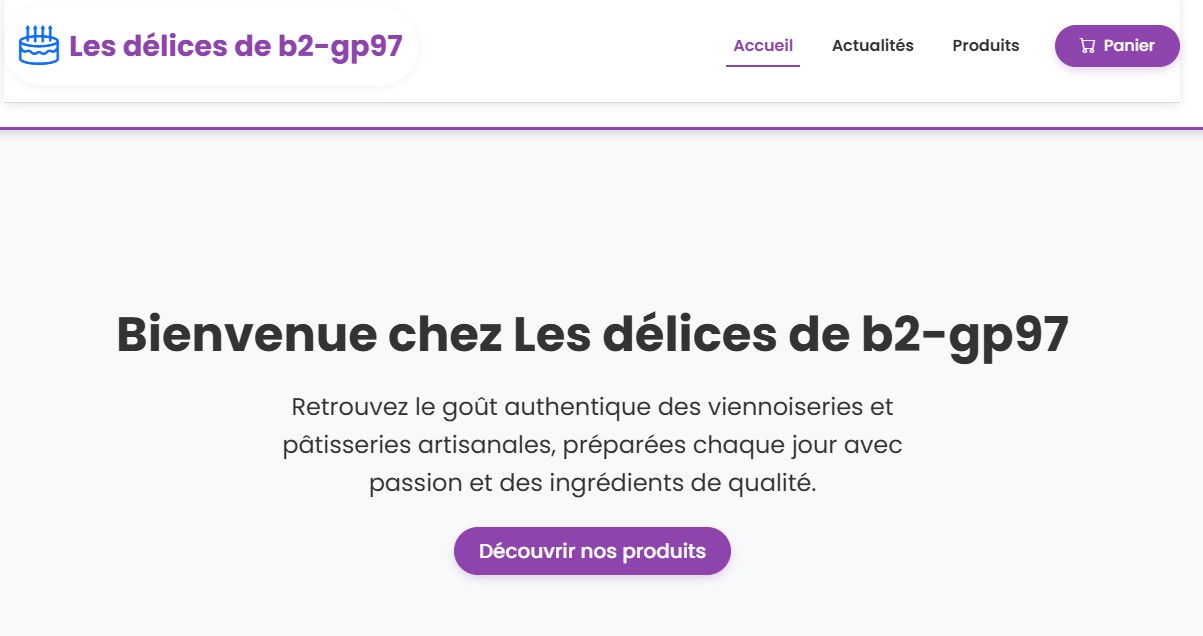 Les délices de b2-gp97
Accueil
Actualités
Produits
Panier
Bienvenue chez Les délices de b2-gp97
Retrouvez le goût authentique des viennoiseries et
pâtisseries artisanales, préparées chaque jour avec
passion et des ingrédients de qualité.
Découvrir nos produits